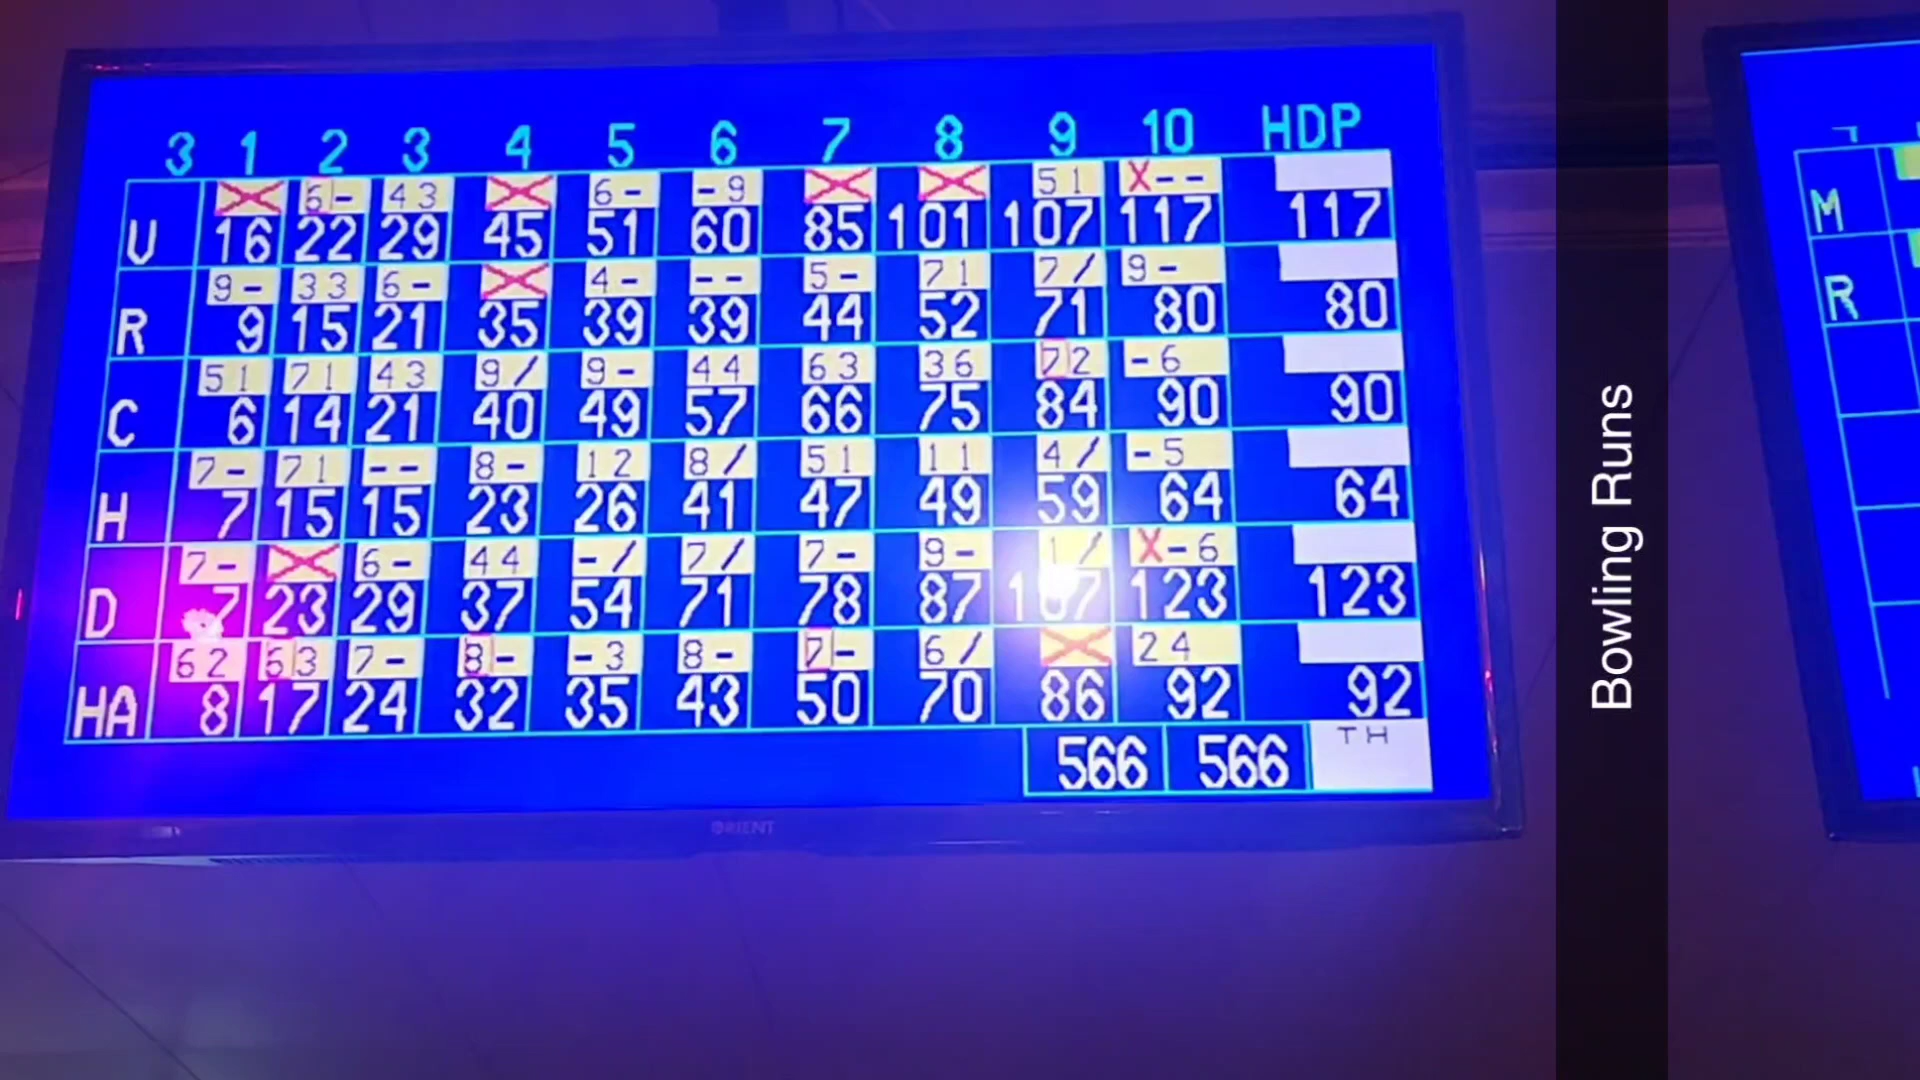 3 1 2 3 4 5 6 7 8 9 10 HDP
X 6- 43 X 6- -9 X X 51 X--
U 16 22 29 45 51 60 85 101 107 117 117
9- 33 6- X 4- -- 5- 71 7/ 9-
R 9 15 21 35 39 39 44 52 71 80 80
51 71 43 9/ 9- 44 63 36 72 -6
C 6 14 21 40 49 57 66 75 84 90 90
7- 71 -- 8- 12 8/ 51 11 4/ -5
H 7 15 15 23 26 41 47 49 59 64 64
7- X 6- 44 -/ 7/ 7- 9- 1/ X-6
D 7 23 29 37 54 71 78 87 107 123 123
62 63 7- 8- -3 8- 7- 6/ X 24
HA 8 17 24 32 35 43 50 70 86 92 92
566 566 TH
ORIENT
Bowling Runs
M
R